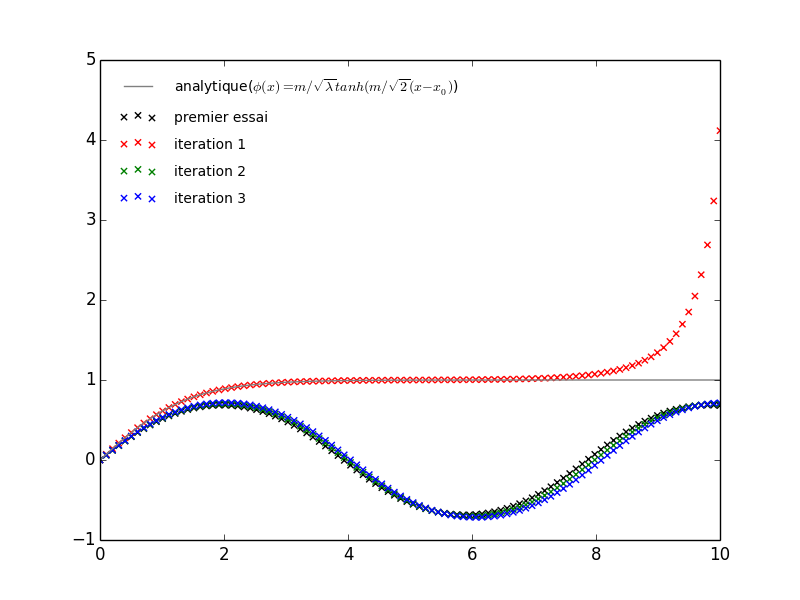 5
analytique(ϕ(x)=m/√λtanh(m/√2(x−x₀))
premier essai
4
iteration 1
iteration 2
iteration 3
3
2
1
0
−1
0 2 4 6 8 10